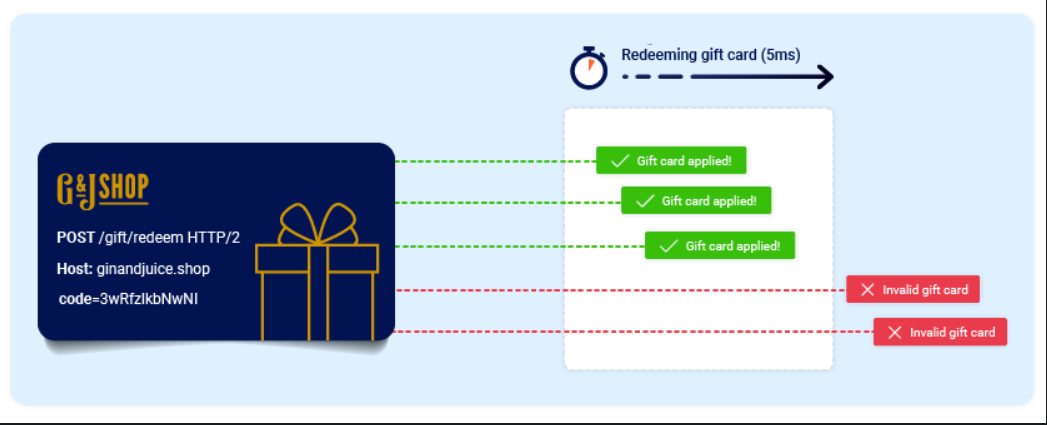 Redeeming gift card (5ms)
G&J SHOP
POST /gift/redeem HTTP/2
Host: ginandjuice.shop
code=3wRfzlkbNwNI
Gift card applied!
Gift card applied!
Gift card applied!
Invalid gift card
Invalid gift card